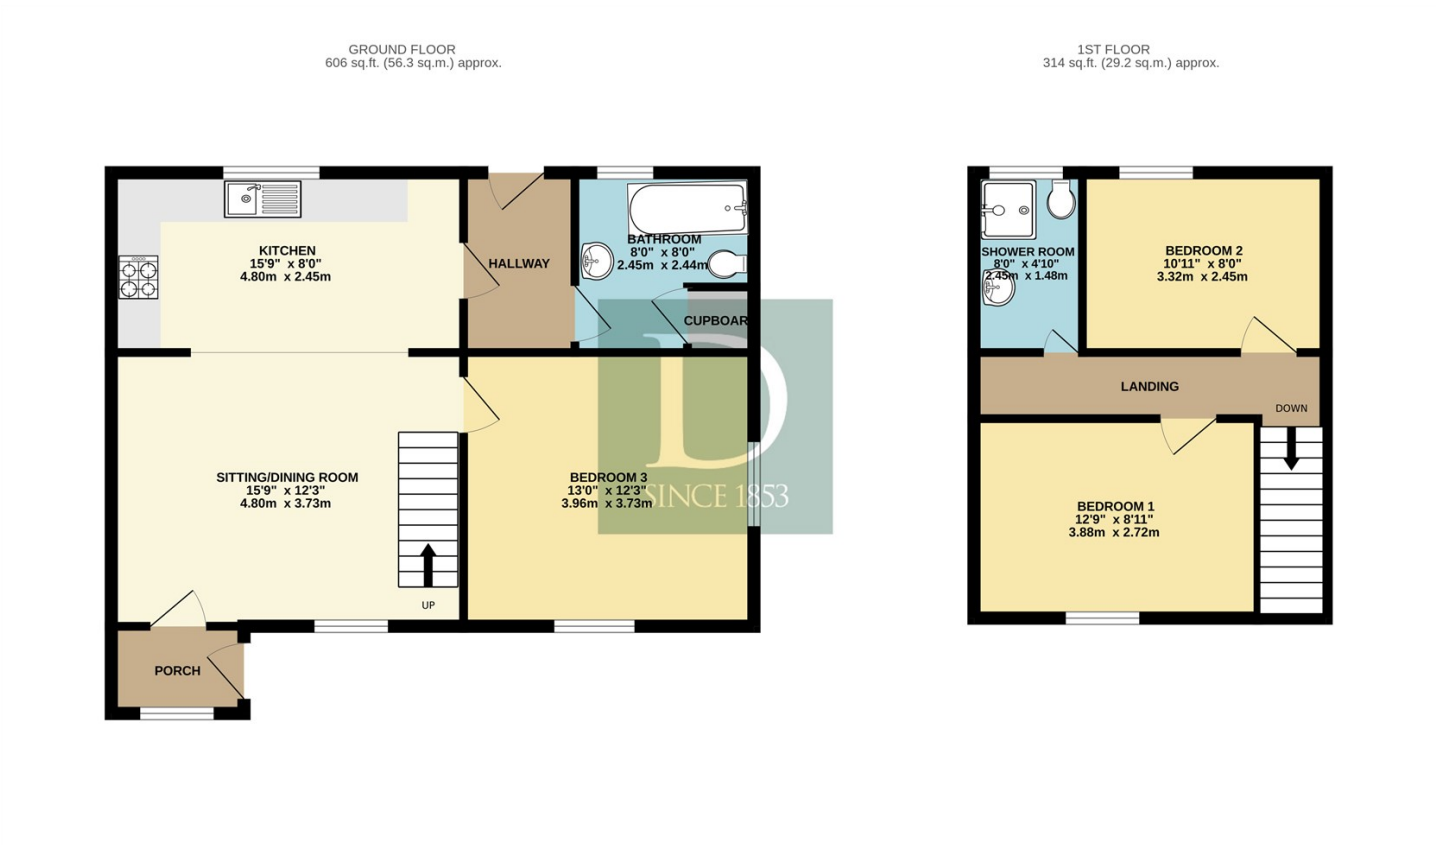 GROUND FLOOR
606 sq.ft. (56.3 sq.m.) approx.
1ST FLOOR
314 sq.ft. (29.2 sq.m.) approx.
KITCHEN
15'9" x 8'0"
4.80m x 2.45m
HALLWAY
BATHROOM
8'0" x 8'0"
2.45m x 2.44m
CUPBOAR
SITTING/DINING ROOM
15'9" x 12'3"
4.80m x 3.73m
UP
BEDROOM 3
13'0" x 12'3"
3.96m x 3.73m
D
SINCE 1853
PORCH
SHOWER ROOM
8'0" x 4'10"
2.45m x 1.48m
BEDROOM 2
10'11" x 8'0"
3.32m x 2.45m
LANDING
DOWN
BEDROOM 1
12'9" x 8'11"
3.88m x 2.72m